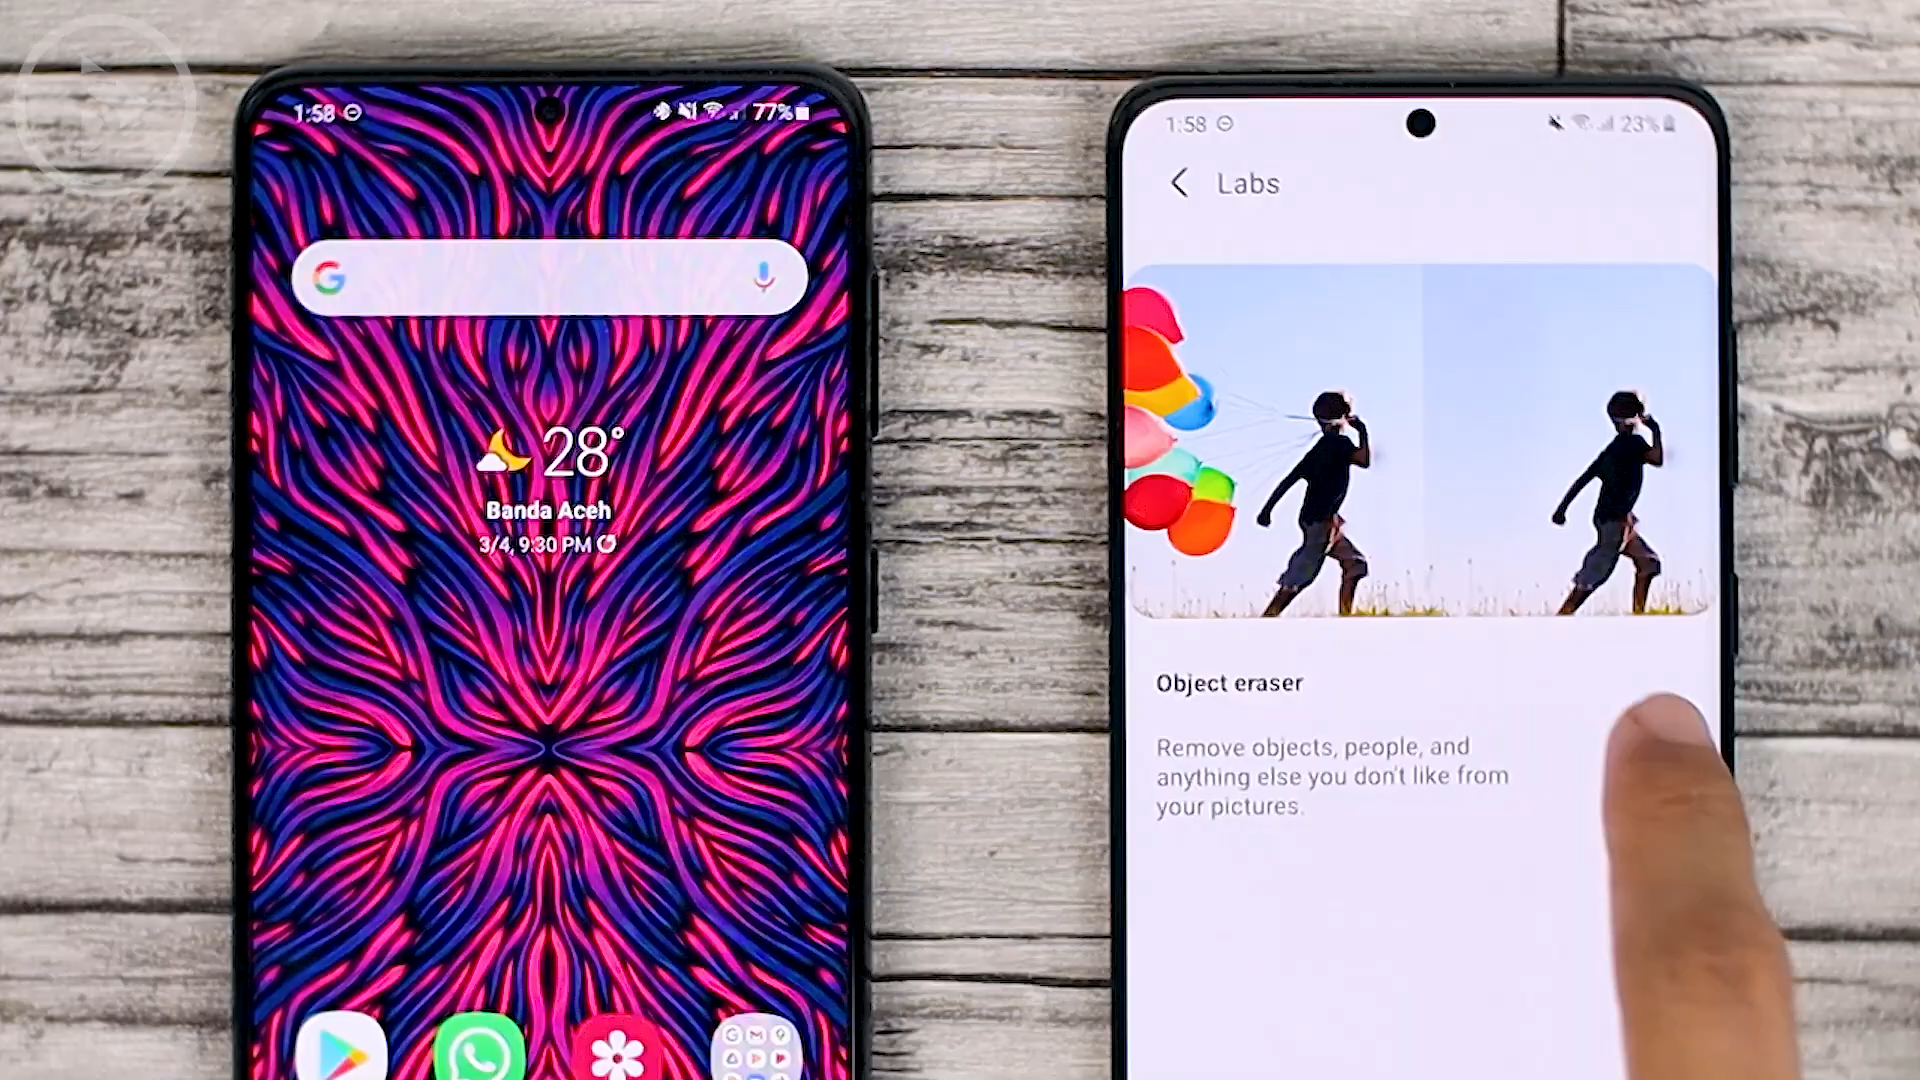 1:58
77%
28°
Banda Aceh
3/4, 9:30 PM
1:58
23%
Labs
Object eraser
Remove objects, people, and
anything else you don't like from
your pictures.